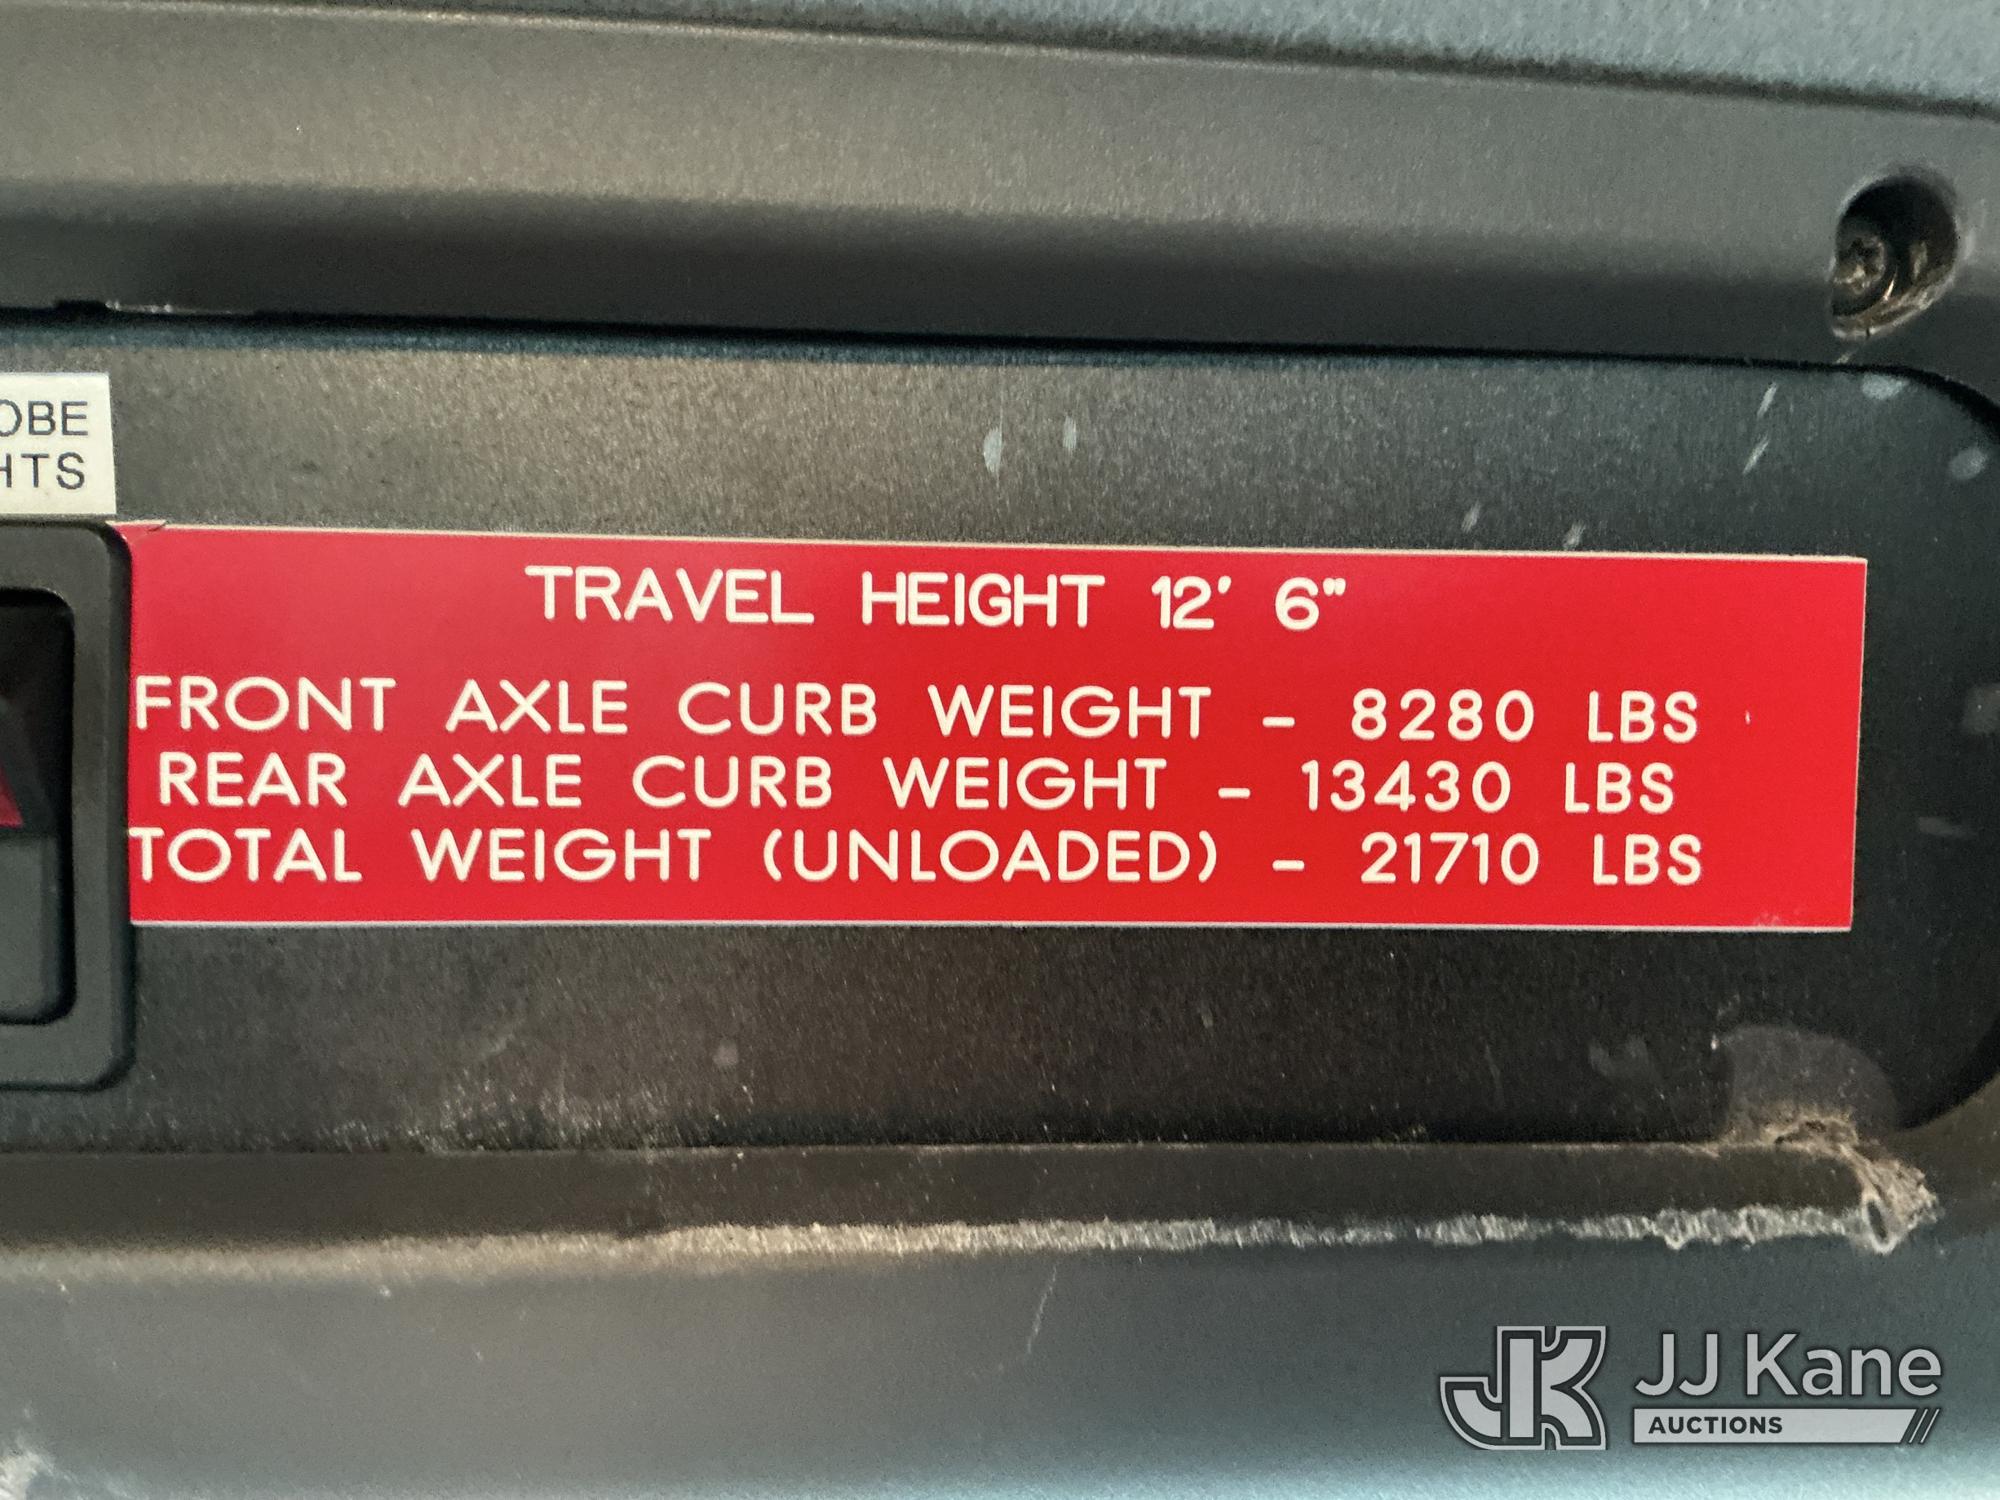 OBE
HTS
TRAVEL HEIGHT 12' 6"
FRONT AXLE CURB WEIGHT - 8280 LBS
REAR AXLE CURB WEIGHT - 13430 LBS
TOTAL WEIGHT (UNLOADED) - 21710 LBS
JK JJ Kane
AUCTIONS